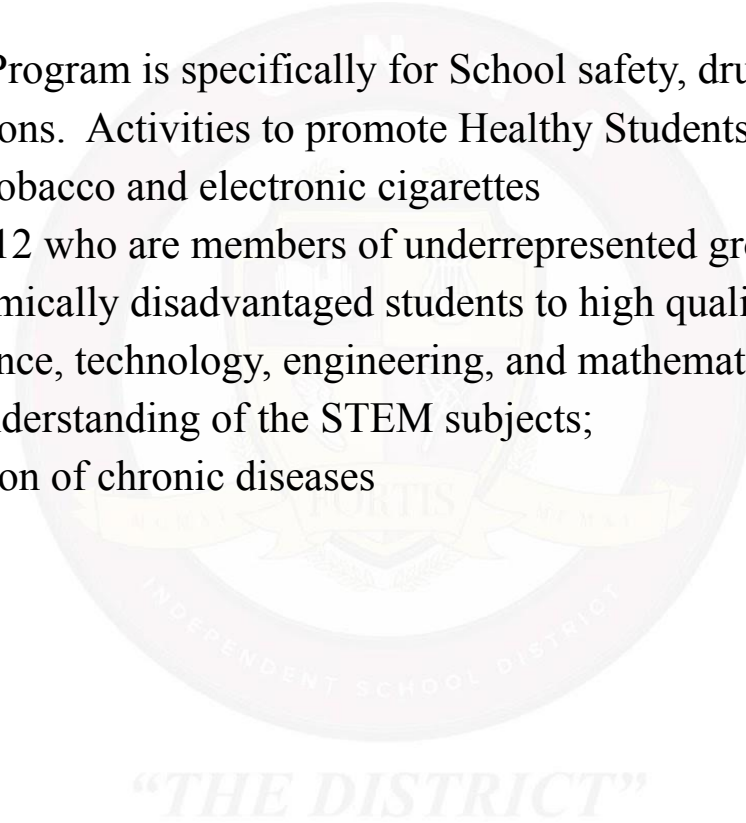 Program is specifically for School safety, dru
ons. Activities to promote Healthy Students
obacco and electronic cigarettes
12 who are members of underrepresented gro
mically disadvantaged students to high quali
nce, technology, engineering, and mathemat
nderstanding of the STEM subjects;
on of chronic diseases
FORTIS
INDEPENDENT SCHOOL DISTRICT
“THE DISTRICT”